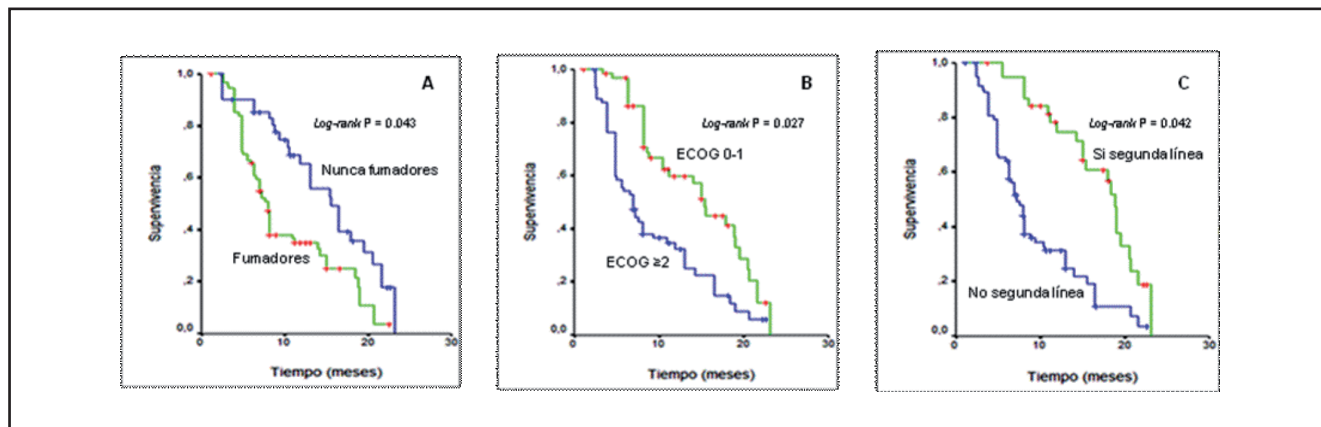 A
1,0
,8
,6
,4
,2
0,0
Supervivencia
Log-rank P = 0.043
Nunca fumadores
Fumadores
0 10 20 30
Tiempo (meses)
B
1,0
,8
,6
,4
,2
0,0
Supervivencia
Log-rank P = 0.027
ECOG 0-1
ECOG ≥2
0 10 20 30
Tiempo (meses)
C
1,0
,8
,6
,4
,2
0,0
Supervivencia
Log-rank P = 0.042
Si segunda línea
No segunda línea
0 10 20 30
Tiempo (meses)